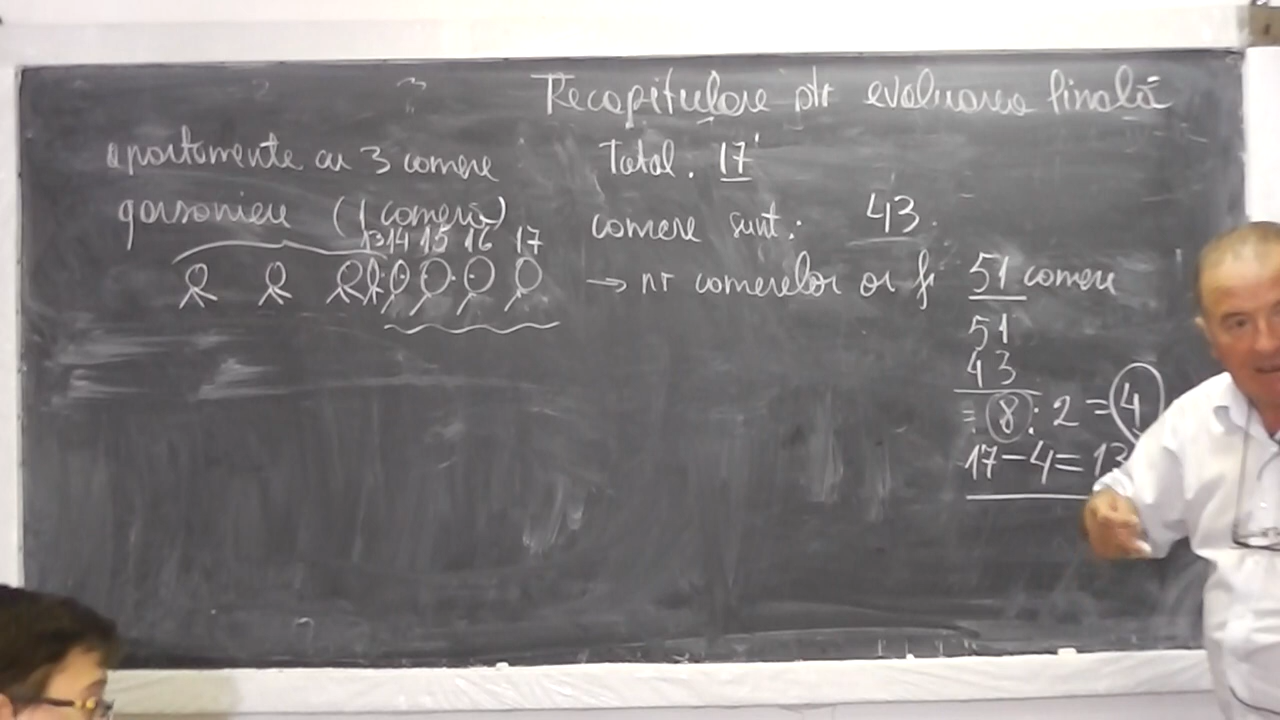 Recapitulare ptr evaluarea finală
apartamente cu 3 camere
Total. 17
garsoniere (1 cameră)
camere sunt: 43.
13 14 15 16 17
→ nr camerelor ar fi 51 camere
51
43
= 8 : 2 = 4
17-4=13